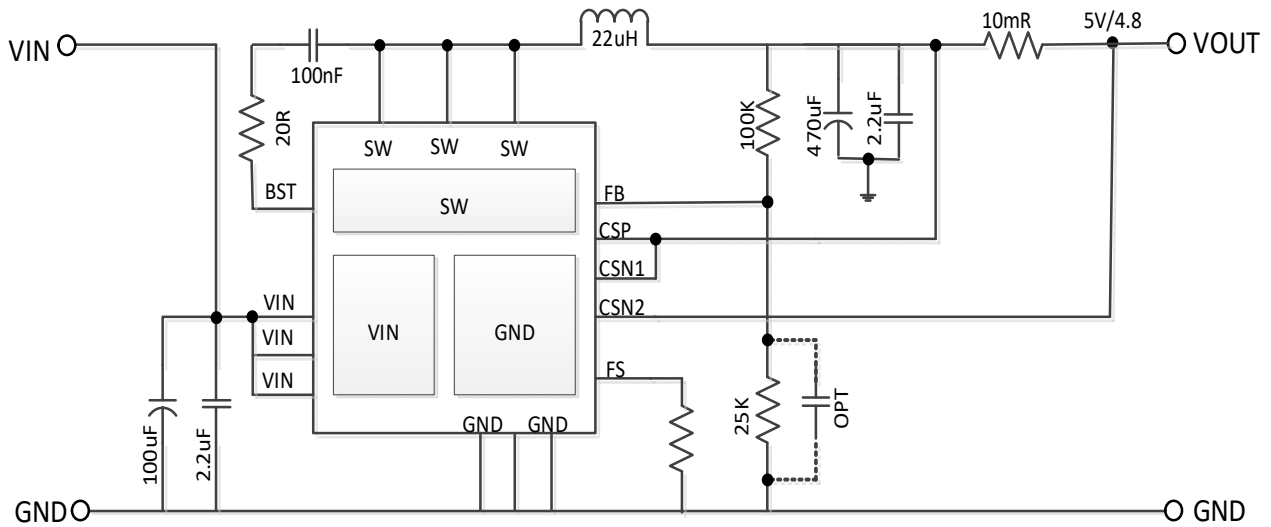 10mR
5V/4.8
VIN
VOUT
22uH
100nF
20R
100K
470uF
2.2uF
SW
SW
SW
BST
SW
FB
CSP
CSN1
VIN
CSN2
VIN
VIN
GND
VIN
FS
GND
GND
25K
OPT
100uF
2.2uF
GND
GND